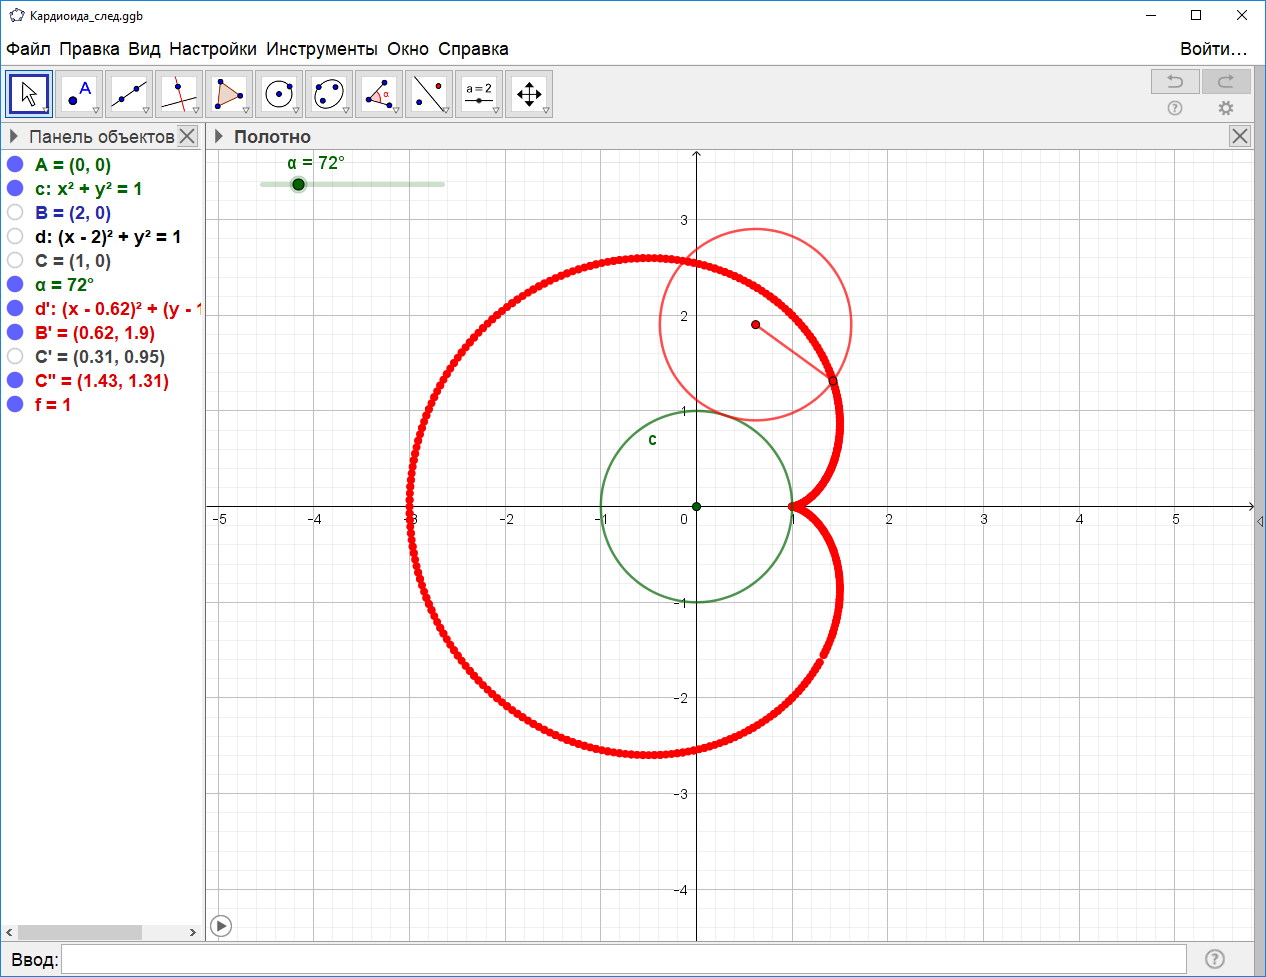 Кардиоида_след.ggb
Файл Правка Вид Настройки Инструменты Окно Справка Войти…
A α a = 2
Панель объектов
Полотно
A = (0, 0)
c: x² + y² = 1
B = (2, 0)
d: (x - 2)² + y² = 1
C = (1, 0)
α = 72°
d': (x - 0.62)² + (y - 1
B' = (0.62, 1.9)
C' = (0.31, 0.95)
C'' = (1.43, 1.31)
f = 1
α = 72°
3
2
1
c
-5 -4 -3 -2 -1 0 1 2 3 4 5
-1
-2
-3
-4
Ввод: